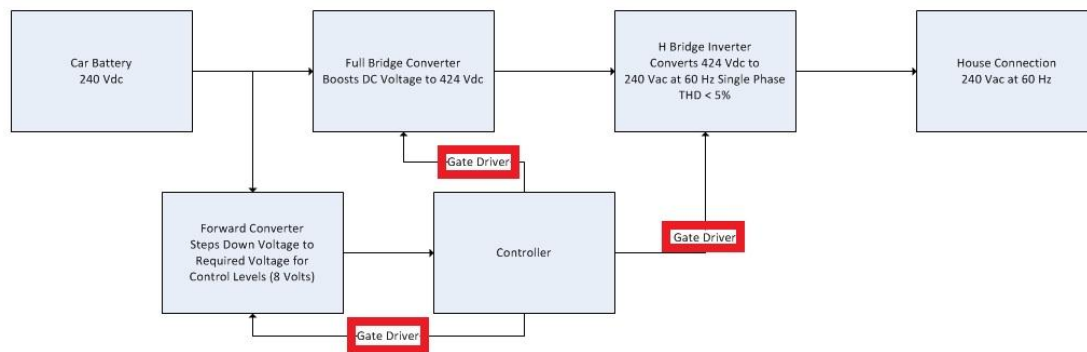 Car Battery
240 Vdc
Full Bridge Converter
Boosts DC Voltage to 424 Vdc
H Bridge Inverter
Converts 424 Vdc to
240 Vac at 60 Hz Single Phase
THD < 5%
House Connection
240 Vac at 60 Hz
Gate Driver
Forward Converter
Steps Down Voltage to
Required Voltage for
Control Levels (8 Volts)
Controller
Gate Driver
Gate Driver